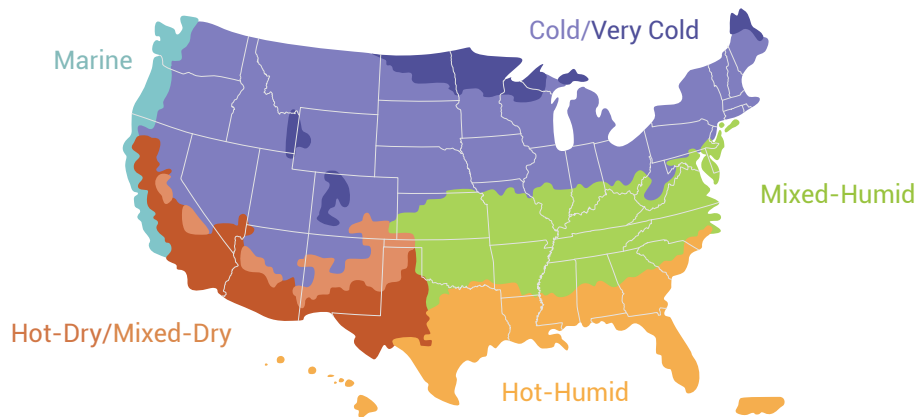 Cold/Very Cold
Marine
Mixed-Humid
Hot-Dry/Mixed-Dry
Hot-Humid